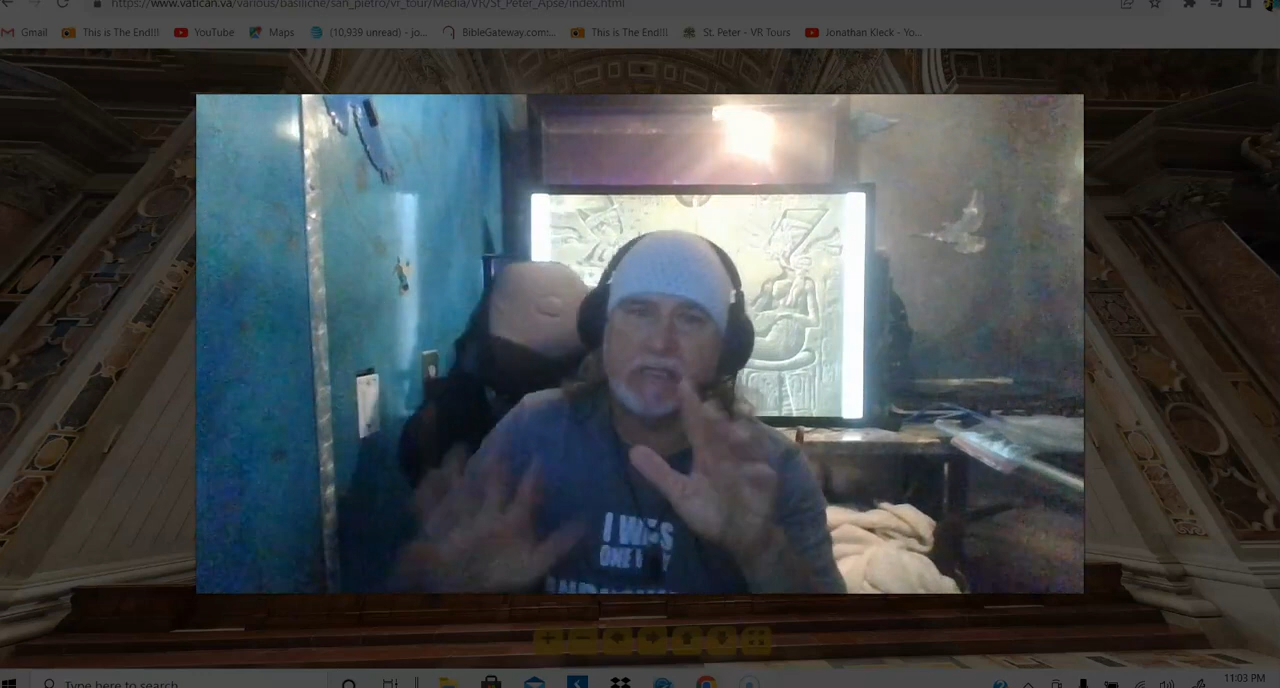 https://www.vatican.va/various/basiliche/san_pietro/vr_tour/Media/VR/St_Peter_Apse/index.html
Gmail
This is The End!!!
YouTube
Maps
(10,939 unread) - jo...
BibleGateway.com:...
This is The End!!!
St. Peter - VR Tours
Jonathan Kleck - Yo...
I WAS
ONE
Type here to search
11:03 PM